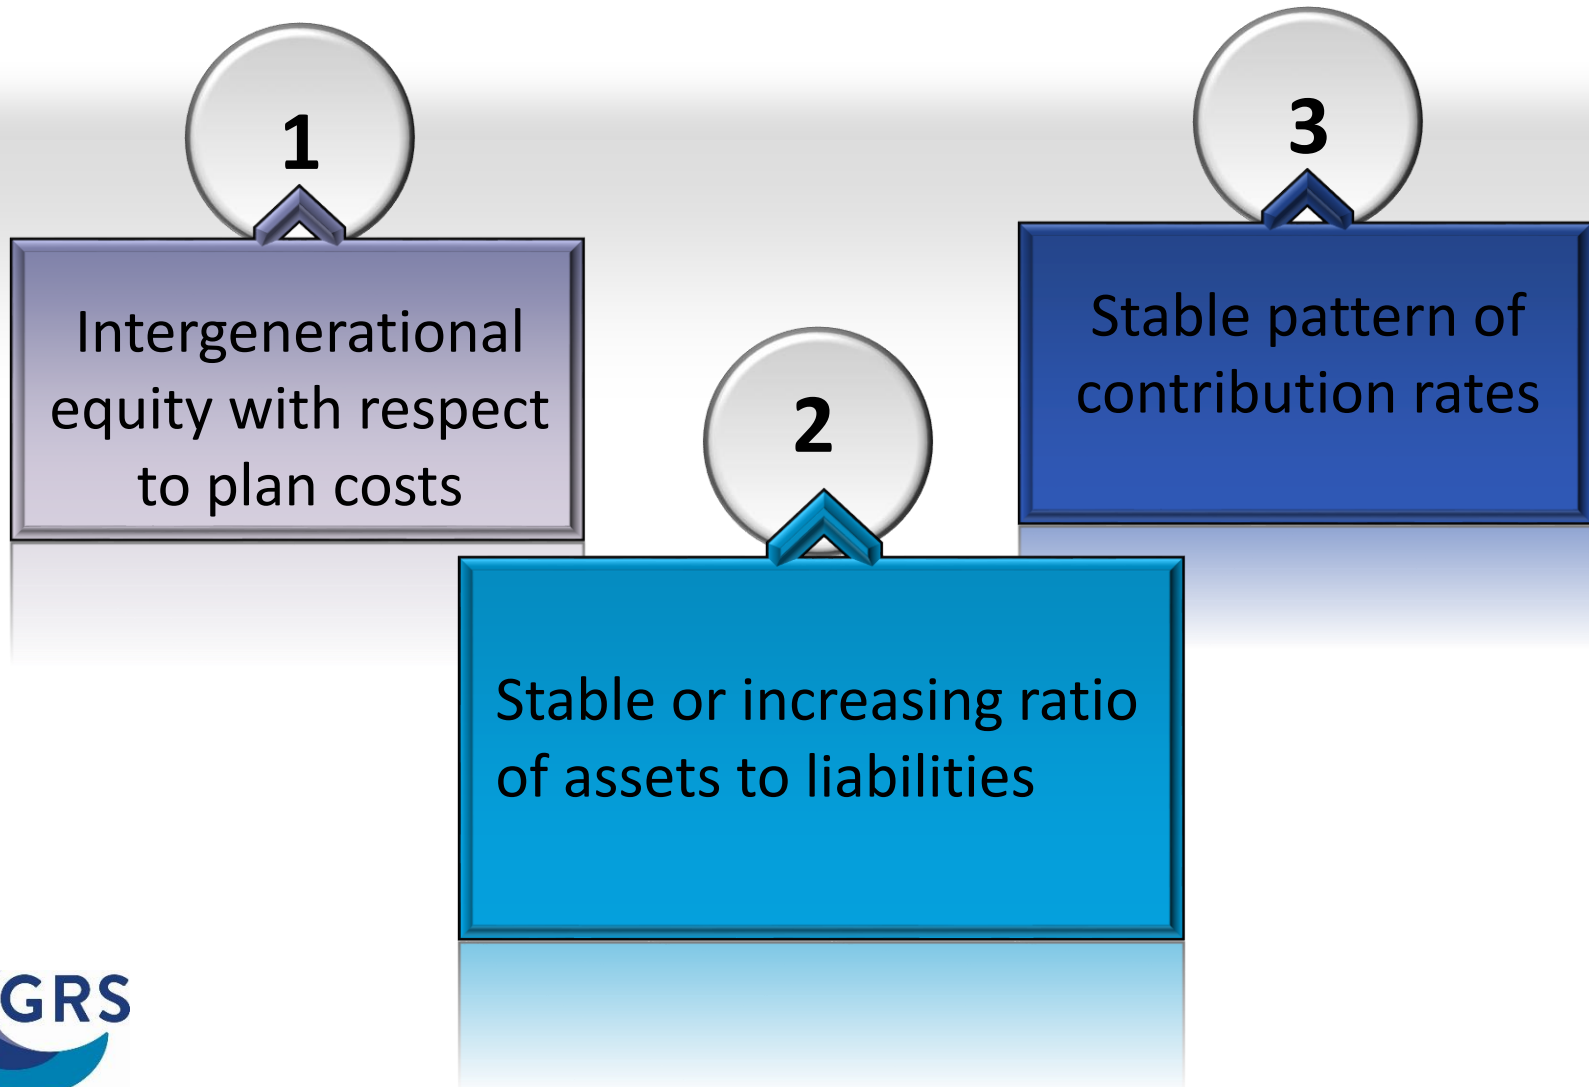 1
Intergenerational
equity with respect
to plan costs
2
Stable or increasing ratio
of assets to liabilities
3
Stable pattern of
contribution rates
GRS